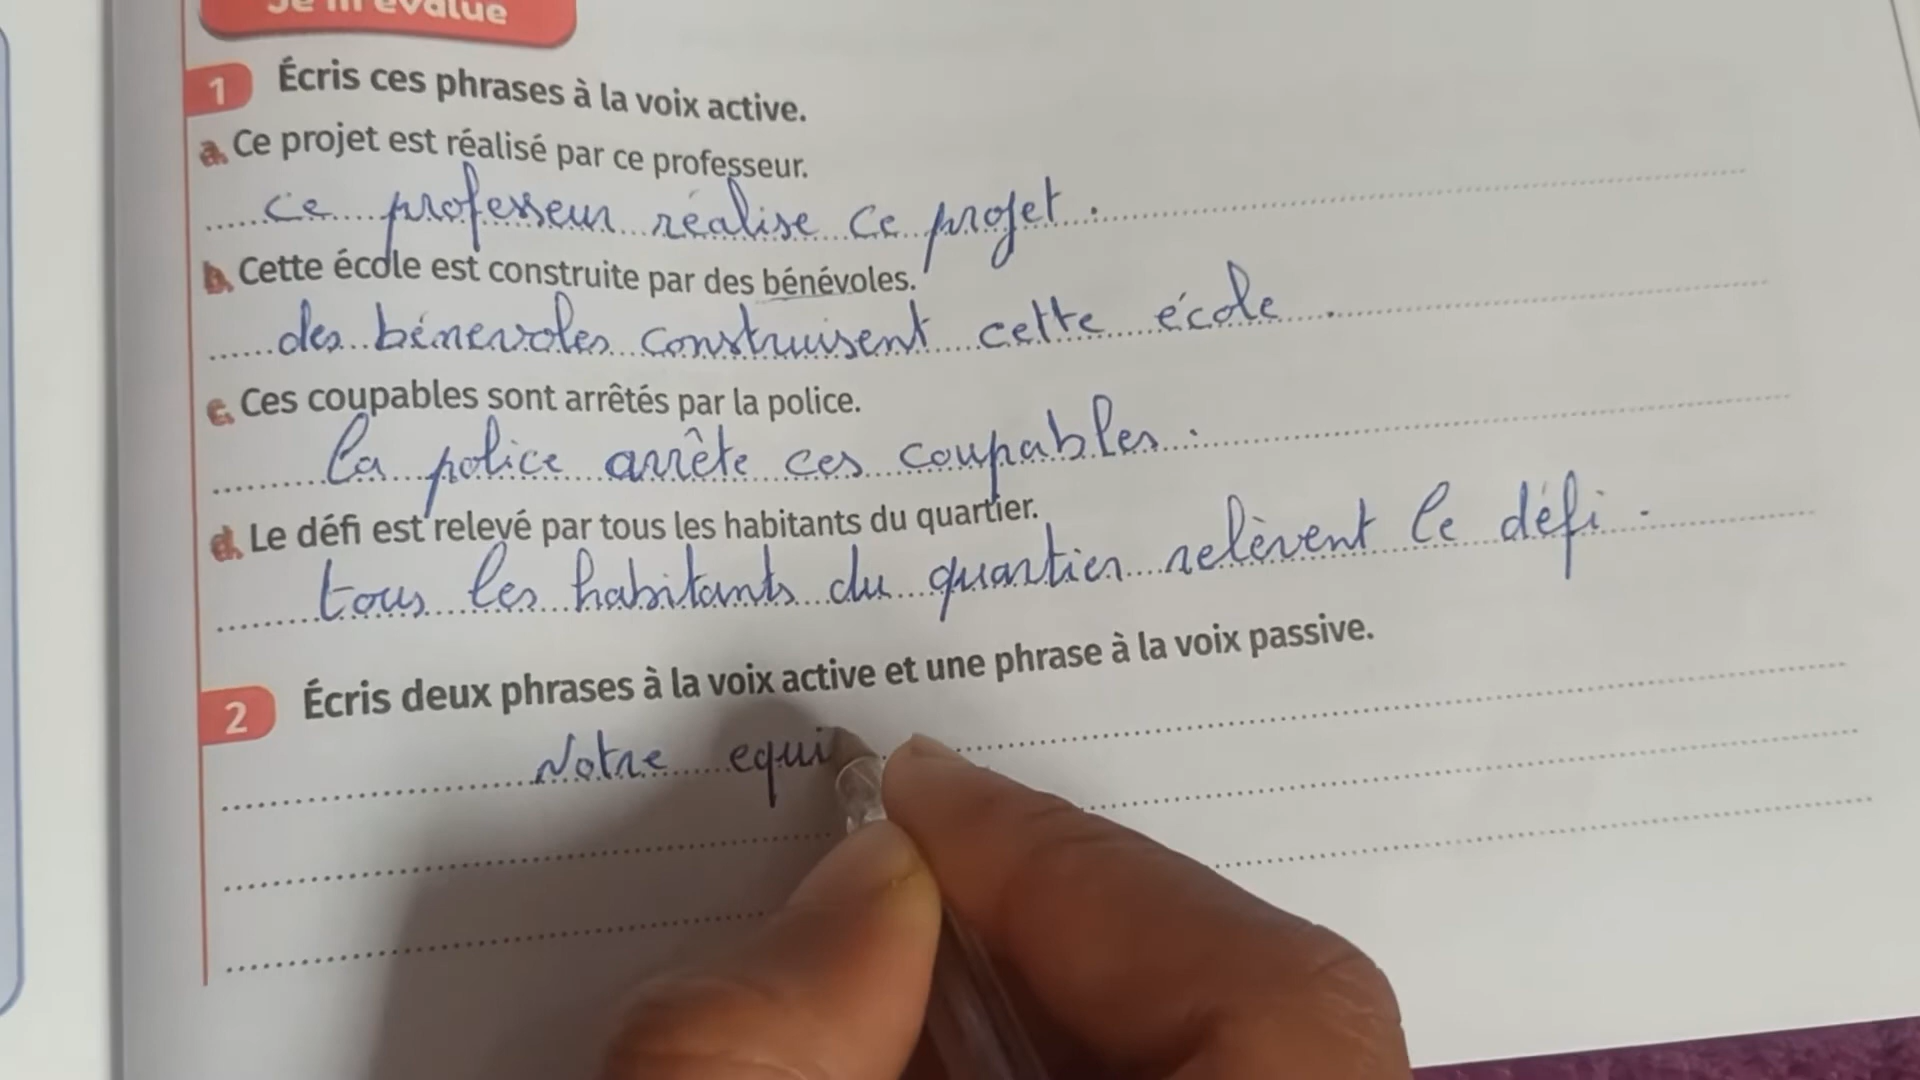 Je m'évalue
1 Écris ces phrases à la voix active.
a. Ce projet est réalisé par ce professeur.
ce professeur réalise ce projet.
b. Cette école est construite par des bénévoles.
des bénevoles construisent cette école.
c. Ces coupables sont arrêtés par la police.
la police arrête ces coupables.
d. Le défi est relevé par tous les habitants du quartier.
tous les habitants du quartier relèvent le défi.
2 Écris deux phrases à la voix active et une phrase à la voix passive.
Notre equi